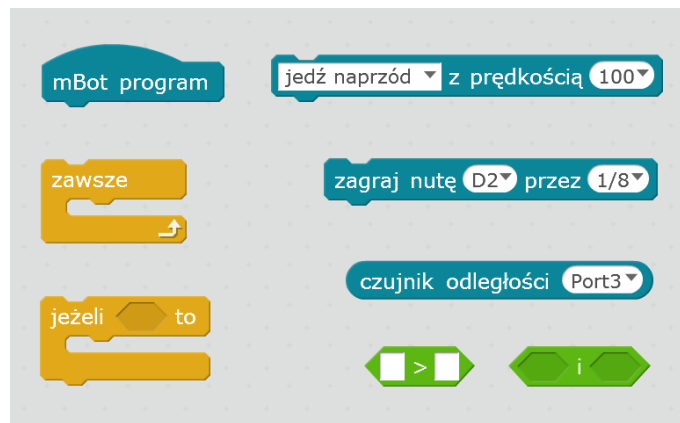 mBot program
jedź naprzód z prędkością 100
zawsze
zagraj nutę D2 przez 1/8
czujnik odległości Port3
jeżeli to
>
i